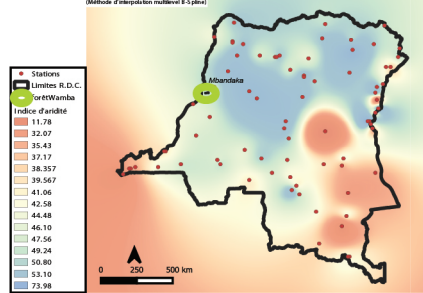 (Méthode d'interpolation multilevel B-Spline)
Mbandaka
Stations
Limites R.D.C.
ForêtWamba
Indice d'aridité
11.78
32.07
35.43
37.17
38.357
39.567
41.06
42.58
44.48
46.10
47.56
49.24
50.80
53.10
73.98
0 250 500 km